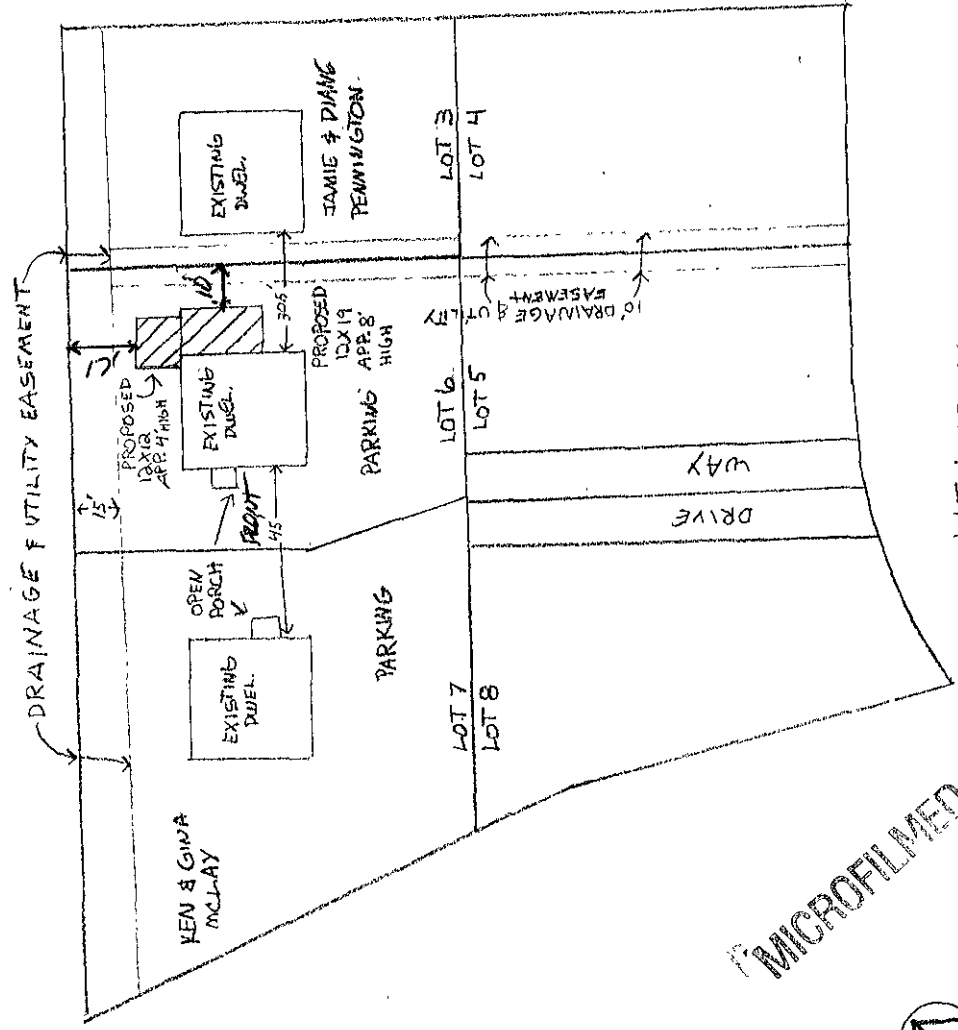 DRAINAGE & UTILITY EASEMENT
15'
17'
PROPOSED
12X12
APP. 4' HIGH
10'
EXISTING
DWEL.
JAMIE & DIANE
PENNINGTON.
EXISTING
DWEL.
PROPOSED
12X19
APP. 8'
HIGH
30.5'
FRONT
45'
OPEN
PORCH
EXISTING
DWEL.
KEN & GINA
MCLAY
PARKING
PARKING
LOT 3
LOT 4
LOT 6
LOT 5
LOT 7
LOT 8
10' DRAINAGE & UTILITY
EASEMENT
DRIVE
WAY
MICROFILMED